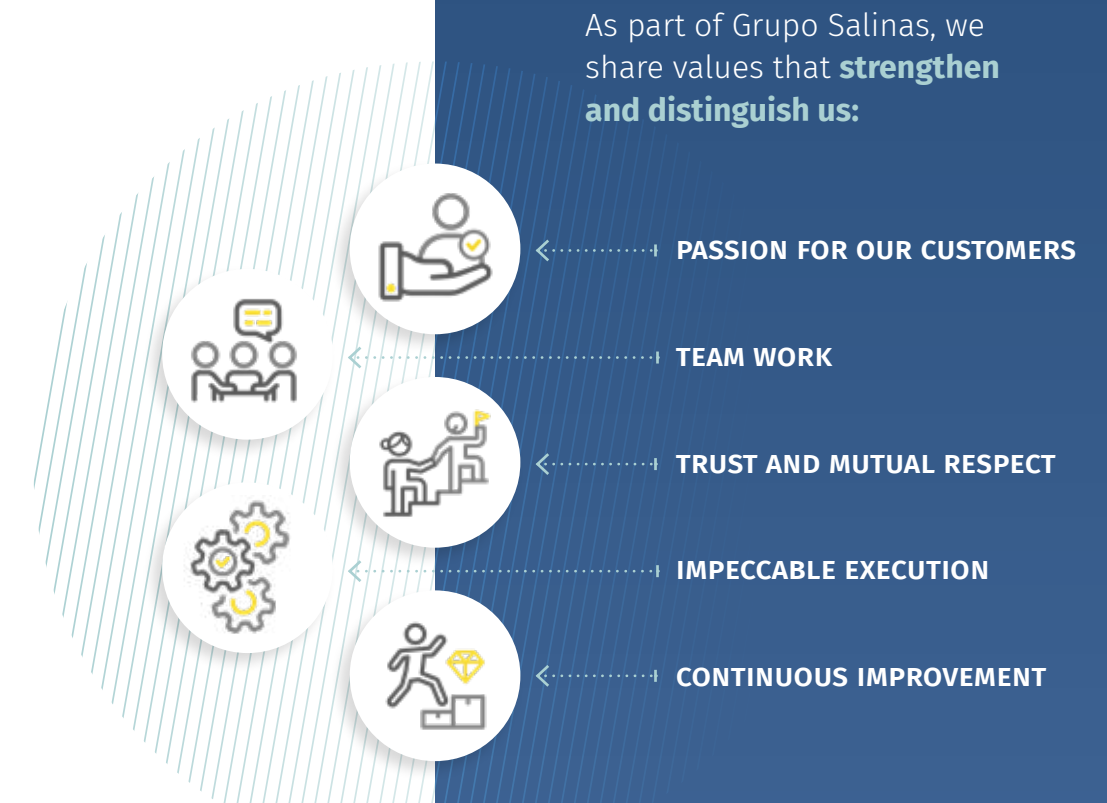 As part of Grupo Salinas, we
share values that strengthen
and distinguish us:
PASSION FOR OUR CUSTOMERS
TEAM WORK
TRUST AND MUTUAL RESPECT
IMPECCABLE EXECUTION
CONTINUOUS IMPROVEMENT